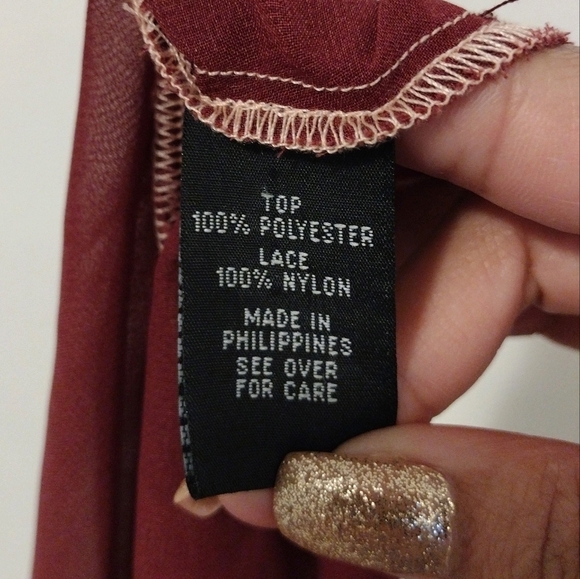 TOP
100% POLYESTER
LACE
100% NYLON
MADE IN
PHILIPPINES
SEE OVER
FOR CARE